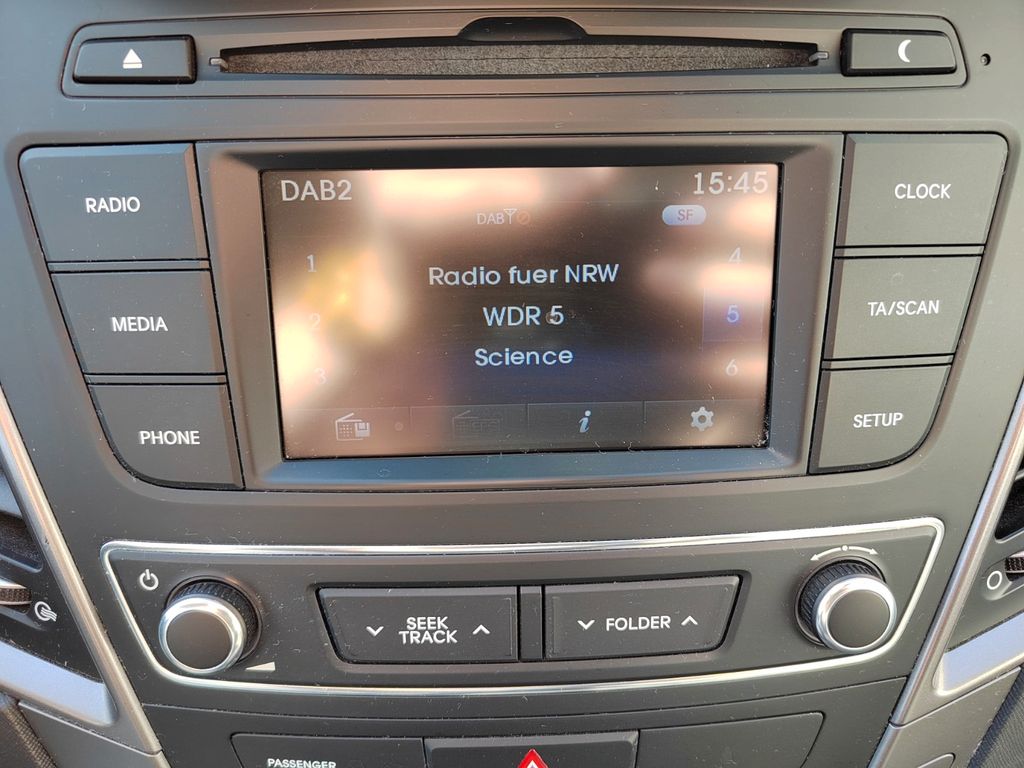 RADIO
MEDIA
PHONE
DAB2
15:45
DAB
SF
1
2
3
Radio fuer NRW
WDR 5
Science
4
5
6
i
CLOCK
TA/SCAN
SETUP
SEEK
TRACK
FOLDER
PASSENGER